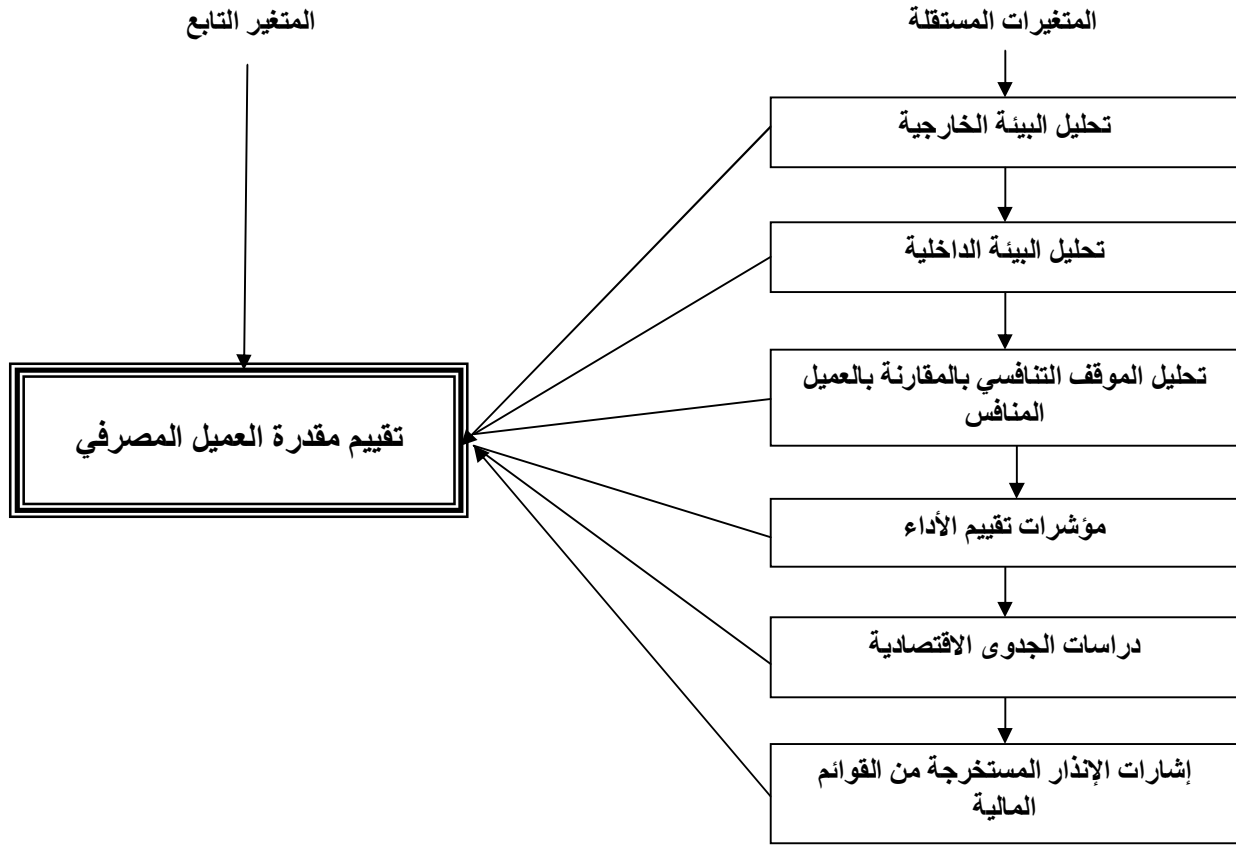 المتغيرات المستقلة
المتغير التابع
تحليل البيئة الخارجية
تحليل البيئة الداخلية
تحليل الموقف التنافسي بالمقارنة بالعميل
المنافس
تقييم مقدرة العميل المصرفي
مؤشرات تقييم الأداء
دراسات الجدوى الاقتصادية
إشارات الإنذار المستخرجة من القوائم
المالية